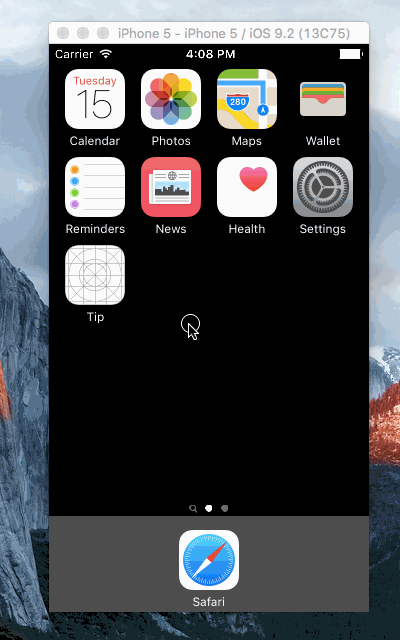 iPhone 5 - iPhone 5 / iOS 9.2 (13C75)
Carrier 4:08 PM
Tuesday
15
280
Calendar Photos Maps Wallet
Reminders News Health Settings
Tip
Safari